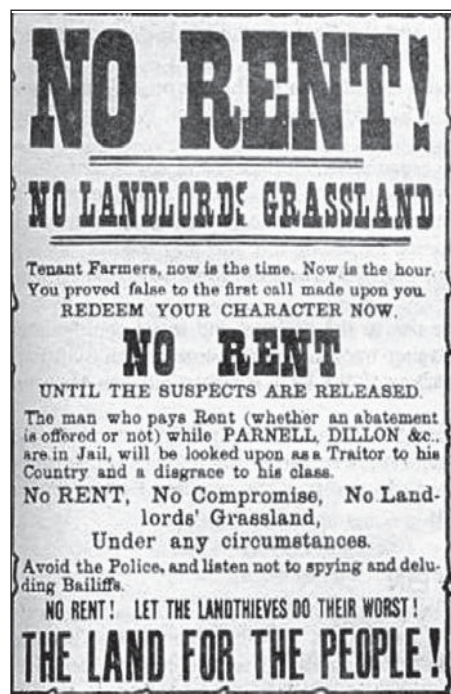 NO RENT!
NO LANDLORDS GRASSLAND
Tenant Farmers, now is the time. Now is the hour.
You proved false to the first call made upon you.
REDEEM YOUR CHARACTER NOW.
NO RENT
UNTIL THE SUSPECTS ARE RELEASED.
The man who pays Rent (whether an abatement
is offered or not) while PARNELL, DILLON &c.,
are in Jail, will be looked upon as a Traitor to his
Country and a disgrace to his class.
No RENT, No Compromise, No Land-
lords' Grassland,
Under any circumstances.
Avoid the Police, and listen not to spying and delu-
ding Bailiffs.
NO RENT! LET THE LANDTHIEVES DO THEIR WORST!
THE LAND FOR THE PEOPLE!